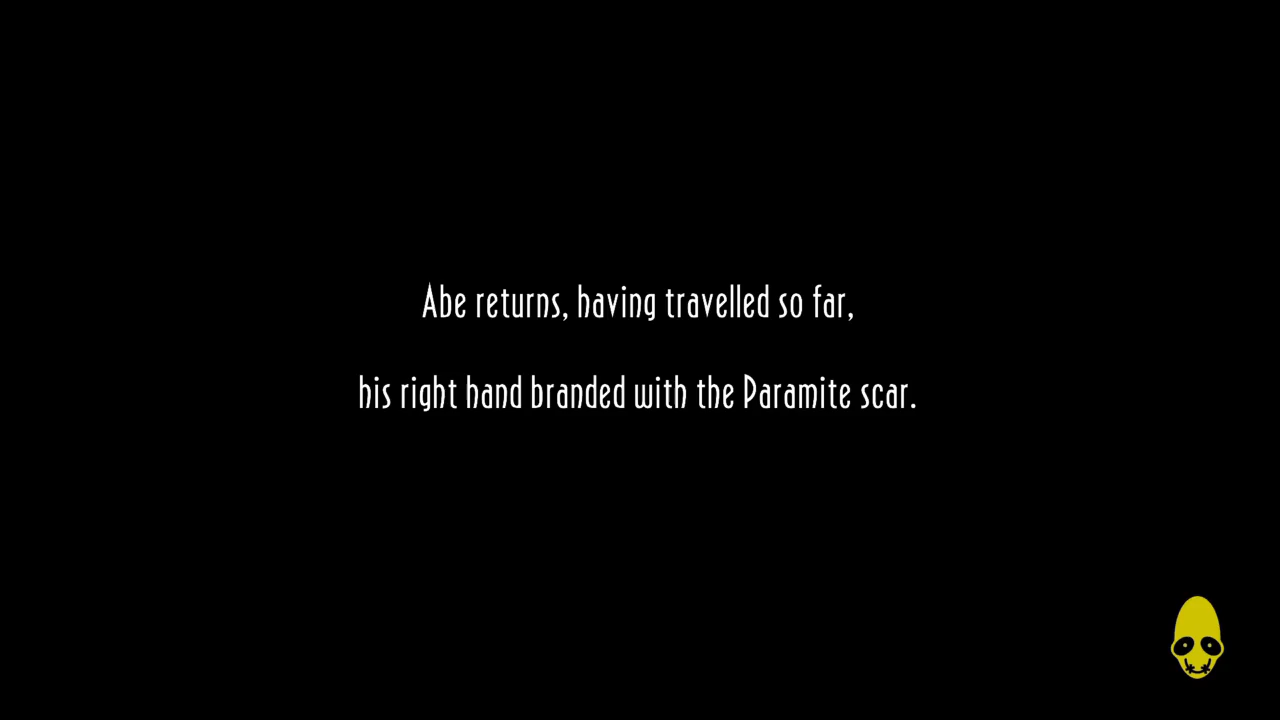 Abe returns, having travelled so far,
his right hand branded with the Paramite scar.